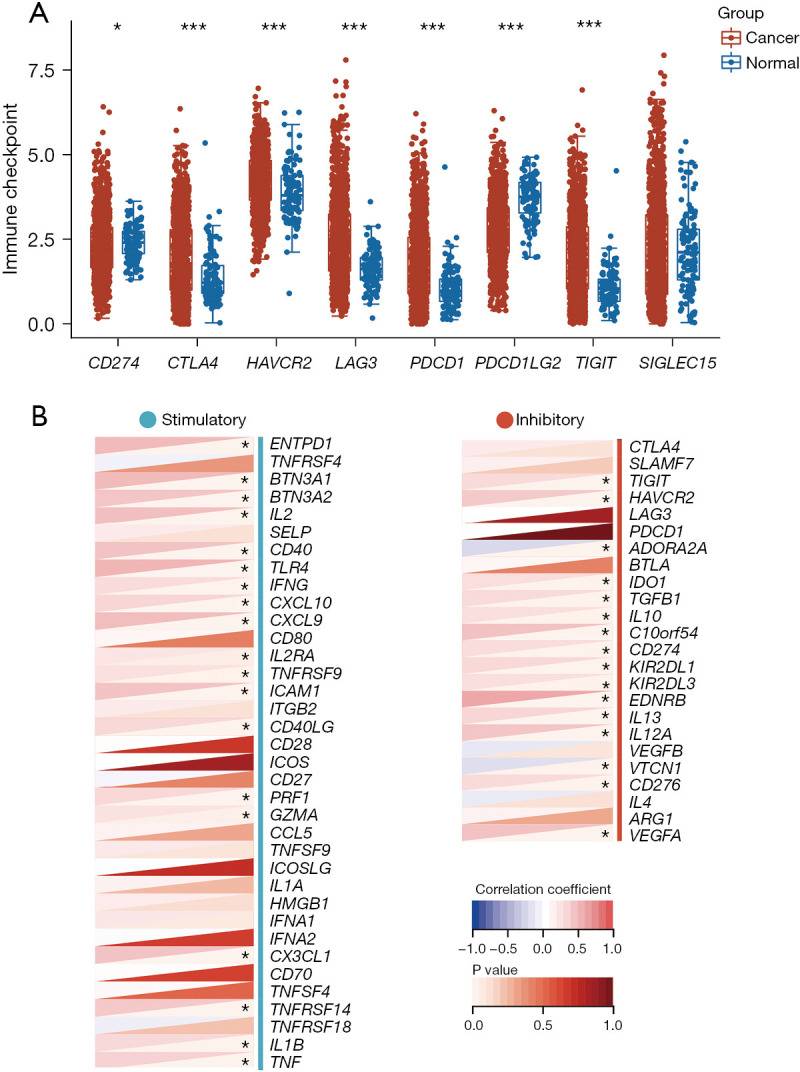 A
* *** *** *** *** *** ***
Group
Cancer
Normal
Immune checkpoint
7.5
5.0
2.5
0.0
CD274 CTLA4 HAVCR2 LAG3 PDCD1 PDCD1LG2 TIGIT SIGLEC15
B
Stimulatory
* ENTPD1
TNFRSF4
* BTN3A1
* BTN3A2
* IL2
SELP
* CD40
* TLR4
* IFNG
* CXCL10
* CXCL9
CD80
* IL2RA
* TNFRSF9
* ICAM1
ITGB2
* CD40LG
CD28
ICOS
CD27
* PRF1
* GZMA
CCL5
TNFSF9
ICOSLG
IL1A
HMGB1
IFNA1
IFNA2
* CX3CL1
CD70
TNFSF4
* TNFRSF14
TNFRSF18
* IL1B
* TNF
Inhibitory
CTLA4
SLAMF7
* TIGIT
* HAVCR2
LAG3
PDCD1
* ADORA2A
BTLA
* IDO1
* TGFB1
* IL10
* C10orf54
* CD274
* KIR2DL1
* KIR2DL3
* EDNRB
* IL13
* IL12A
VEGFB
* VTCN1
* CD276
IL4
ARG1
* VEGFA
Correlation coefficient
−1.0 −0.5 0.0 0.5 1.0
P value
0.0 0.5 1.0